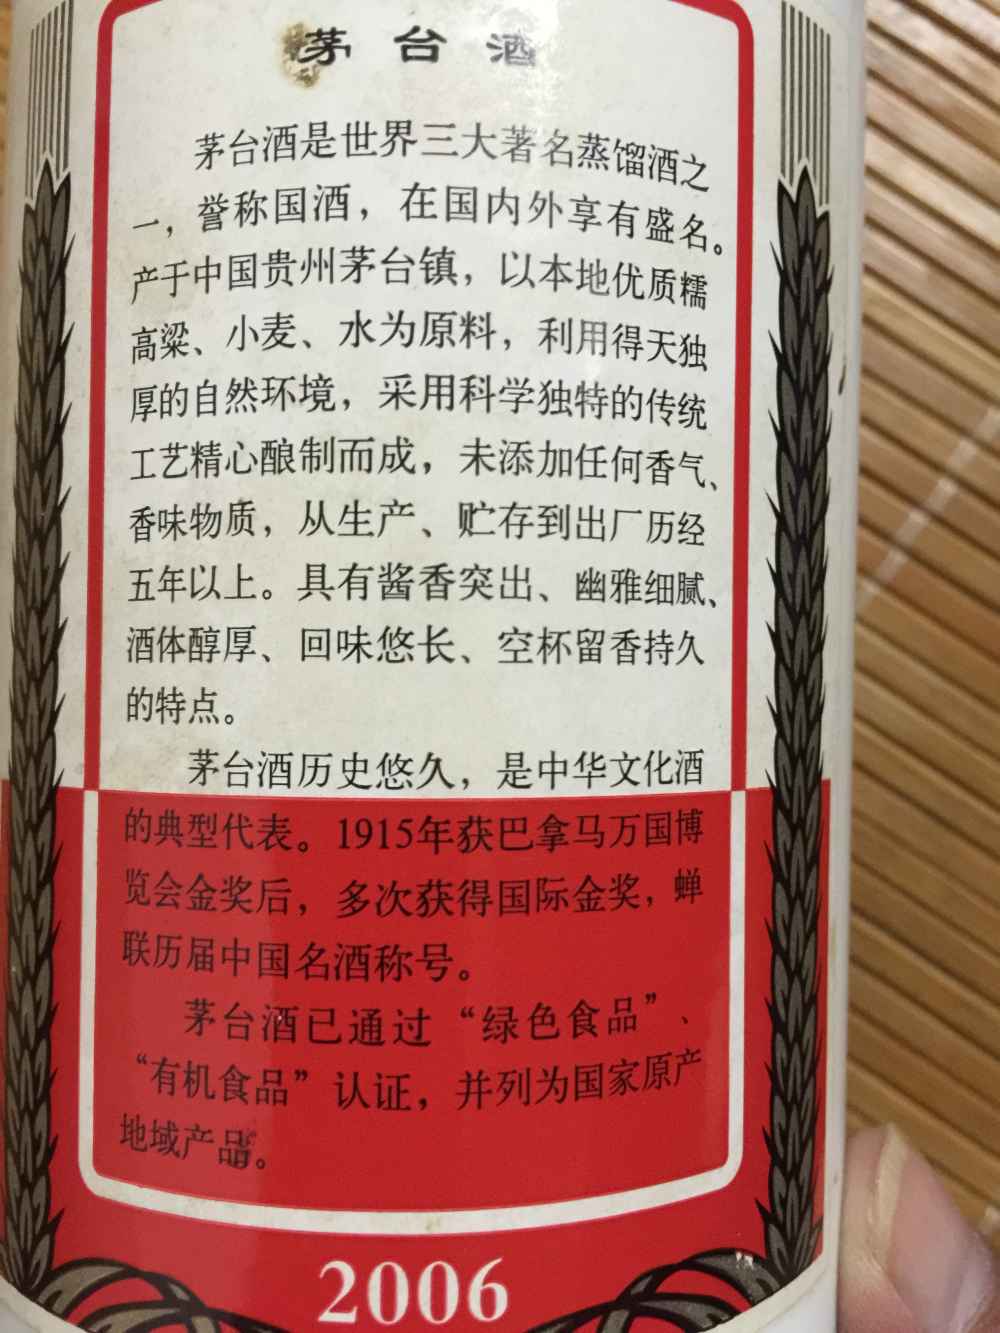 茅台酒
茅台酒是世界三大著名蒸馏酒之
一，誉称国酒，在国内外享有盛名。
产于中国贵州茅台镇，以本地优质糯
高粱、小麦、水为原料，利用得天独
厚的自然环境，采用科学独特的传统
工艺精心酿制而成，未添加任何香气、
香味物质，从生产、贮存到出厂历经
五年以上。具有酱香突出、幽雅细腻、
酒体醇厚、回味悠长、空杯留香持久
的特点。
茅台酒历史悠久，是中华文化酒
的典型代表。1915年获巴拿马万国博
览会金奖后，多次获得国际金奖，蝉
联历届中国名酒称号。
茅台酒已通过“绿色食品”、
“有机食品”认证，并列为国家原产
地域产品。
2006